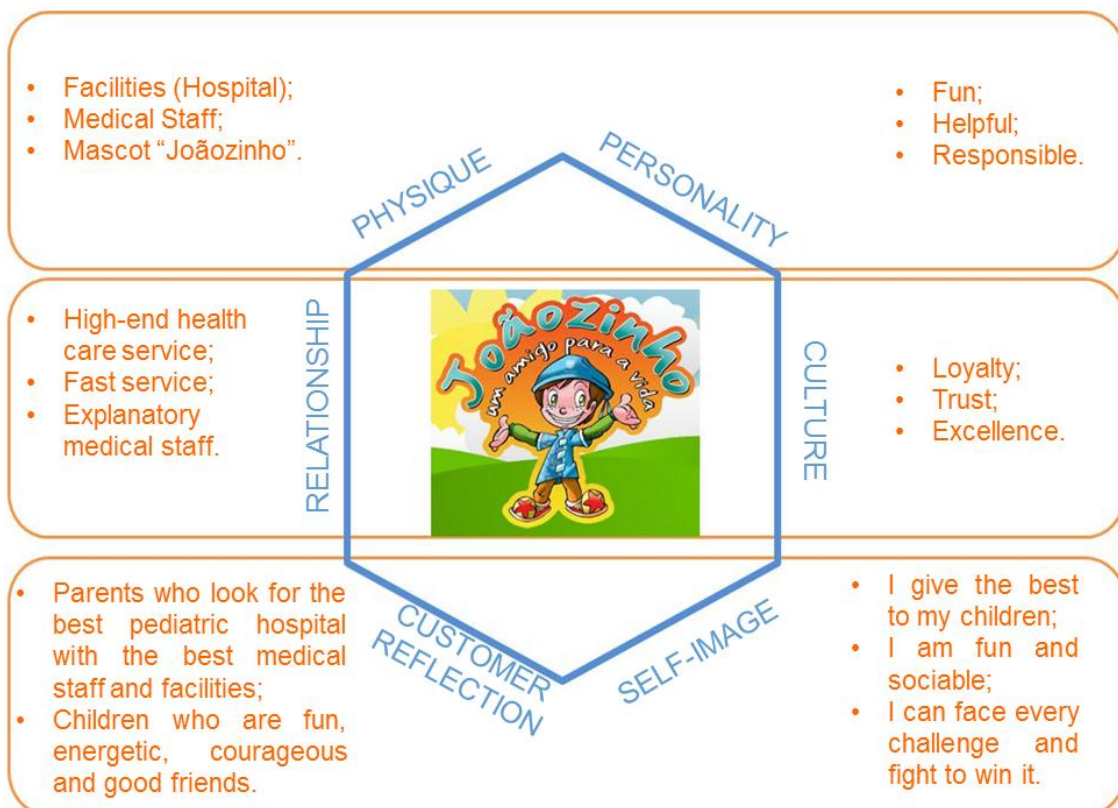 • Facilities (Hospital);
• Medical Staff;
• Mascot “Joãozinho”.
PHYSIQUE
PERSONALITY
• Fun;
• Helpful;
• Responsible.
• High-end health
care service;
• Fast service;
• Explanatory
medical staff.
RELATIONSHIP
Joãozinho
um amigo para a vida
CULTURE
• Loyalty;
• Trust;
• Excellence.
• Parents who look for the
best pediatric hospital
with the best medical
staff and facilities;
• Children who are fun,
energetic, courageous
and good friends.
CUSTOMER
REFLECTION
SELF-IMAGE
• I give the best
to my children;
• I am fun and
sociable;
• I can face every
challenge and
fight to win it.